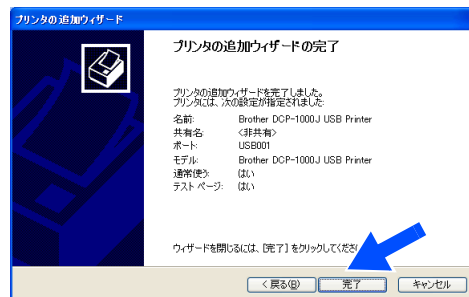 プリンタの追加ウィザード
プリンタの追加ウィザードの完了
プリンタの追加ウィザードを完了しました。
プリンタには、次の設定が指定されました:
名前: Brother DCP-1000J USB Printer
共有名: <非共有>
ポート: USB001
モデル: Brother DCP-1000J USB Printer
通常使う: はい
テスト ページ: はい
ウィザードを閉じるには、[完了] をクリックしてくださ
< 戻る(B) 完了 キャンセル